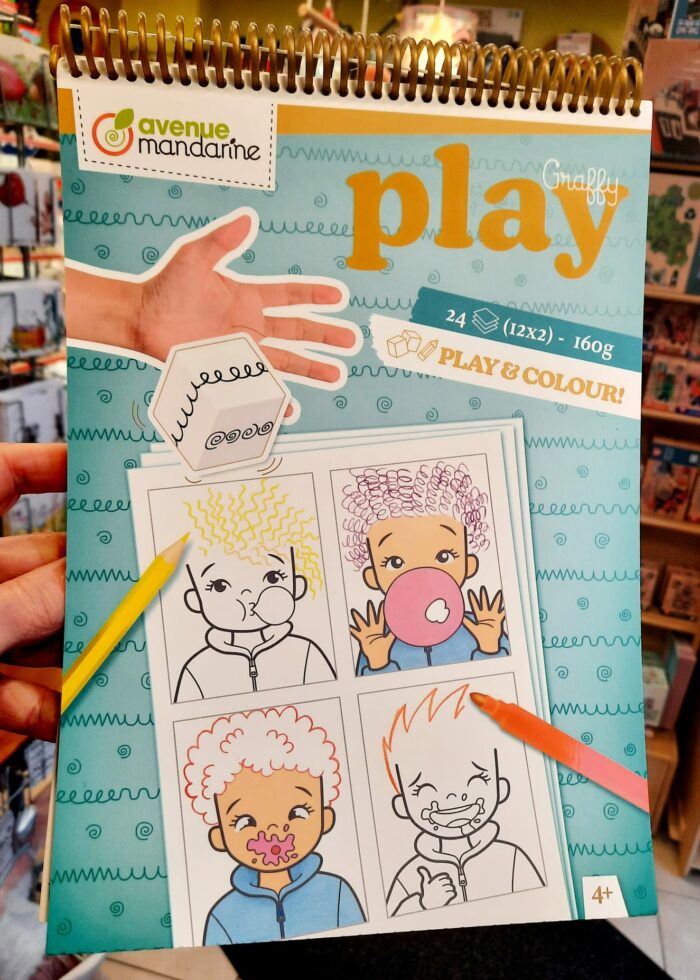 avenue
mandarine
Graffy
play
24 (12x2) - 160g
PLAY & COLOUR!
4+